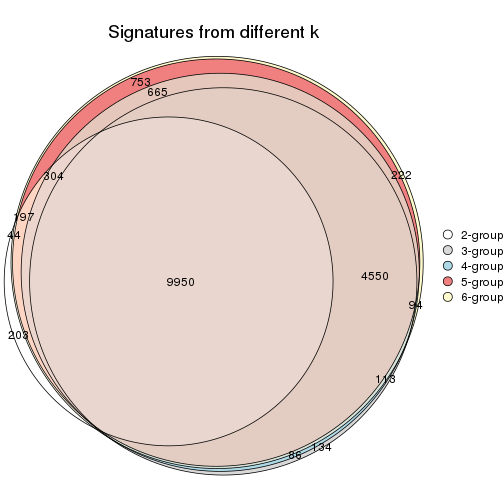 Signatures from different k
753
665
304
222
197
44
9950
4550
94
203
113
134
86
2-group
3-group
4-group
5-group
6-group